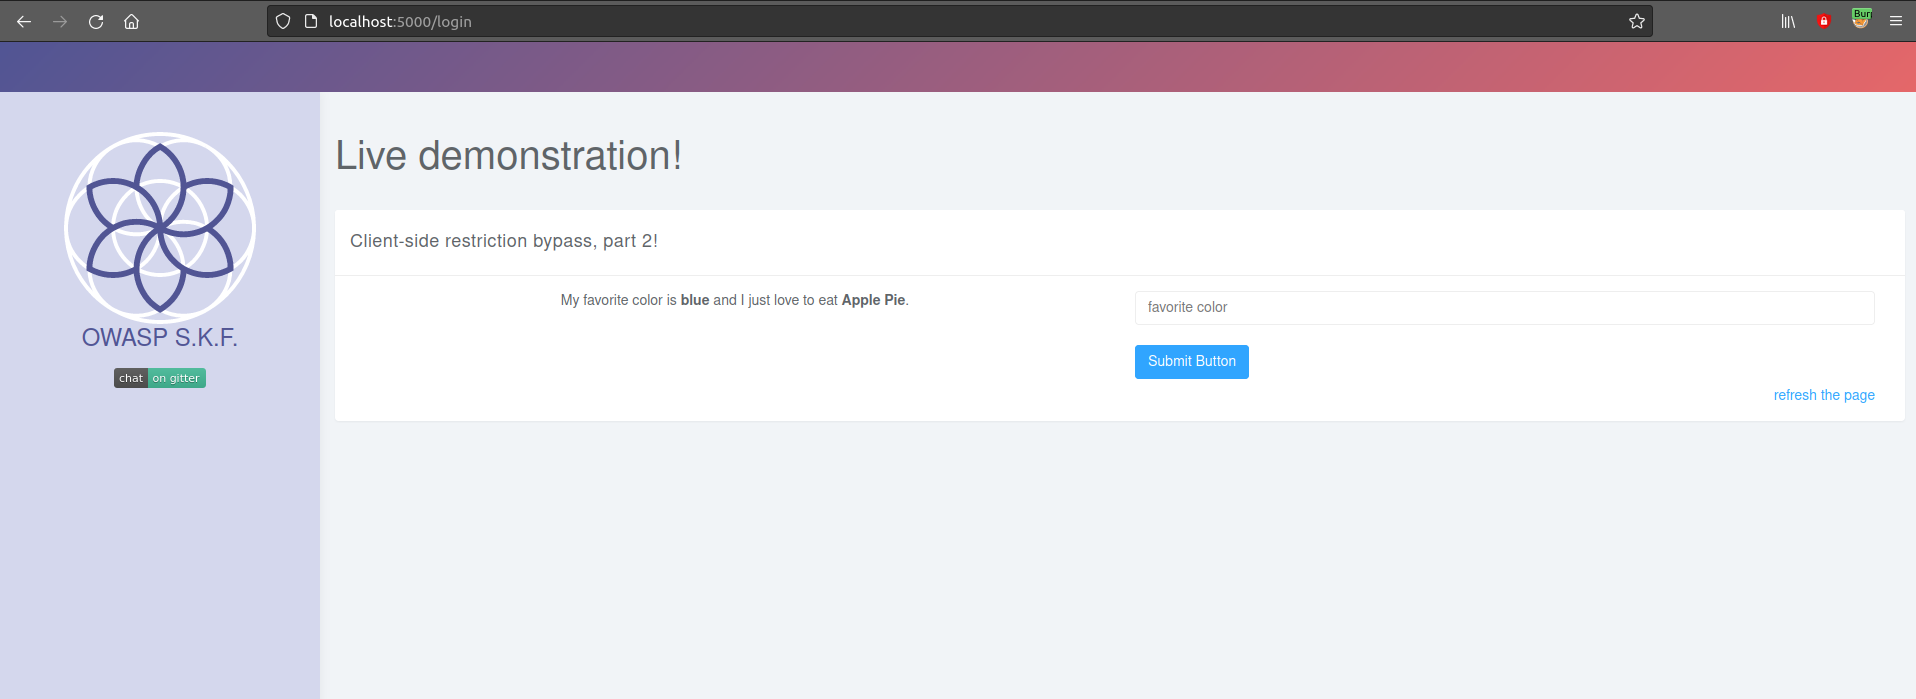 localhost:5000/login
Bur
Live demonstration!
Client-side restriction bypass, part 2!
My favorite color is blue and I just love to eat Apple Pie.
favorite color
Submit Button
refresh the page
OWASP S.K.F.
chat on gitter